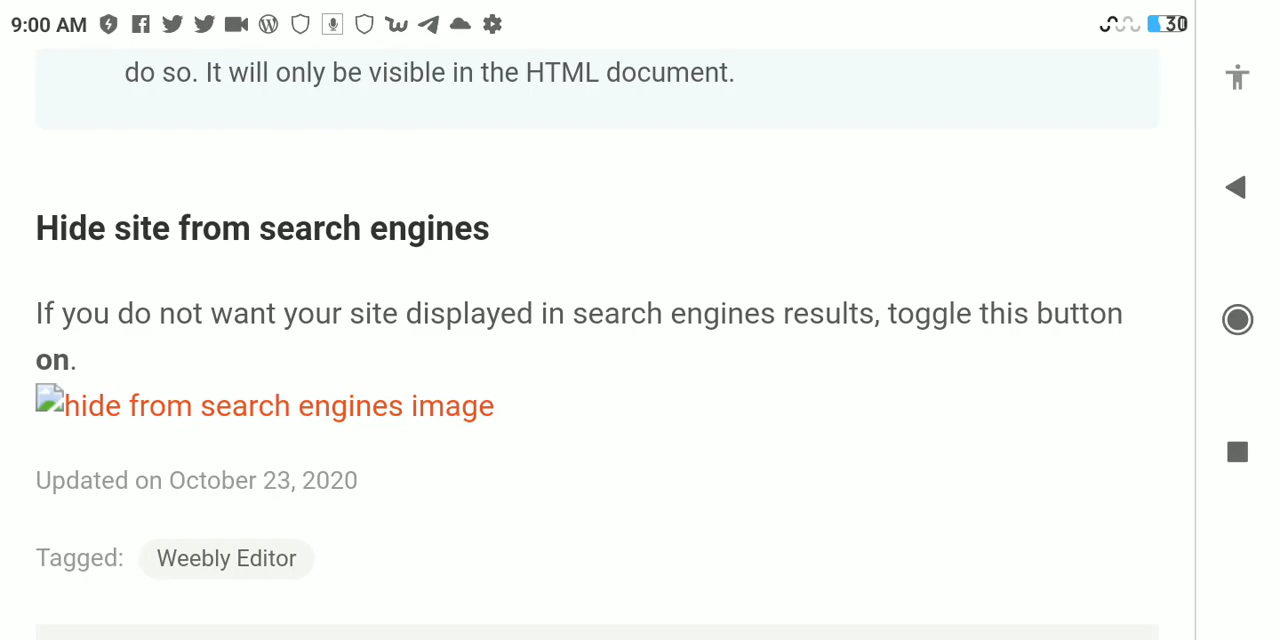 9:00 AM
30
do so. It will only be visible in the HTML document.
Hide site from search engines
If you do not want your site displayed in search engines results, toggle this button
on.
hide from search engines image
Updated on October 23, 2020
Tagged: Weebly Editor